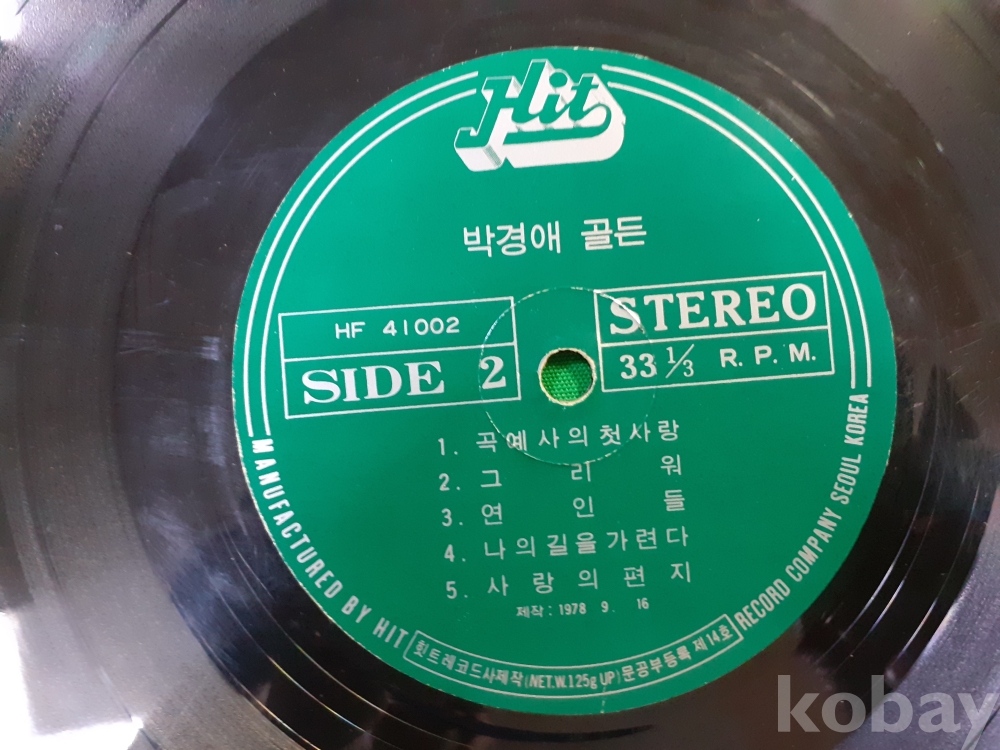 Hit
박경애 골든
HF 41002
SIDE 2
STEREO
33 1/3 R. P. M.
1. 곡예사의첫사랑
2. 그 리 워
3. 연 인 들
4. 나의길을가련다
5. 사 랑 의 편 지
제작 : 1978 9. 16
MANUFACTURED BY HIT RECORD COMPANY SEOUL KOREA
힛트레코드사제작 (NET.W.125g UP) 문공부등록 제14호
kobay